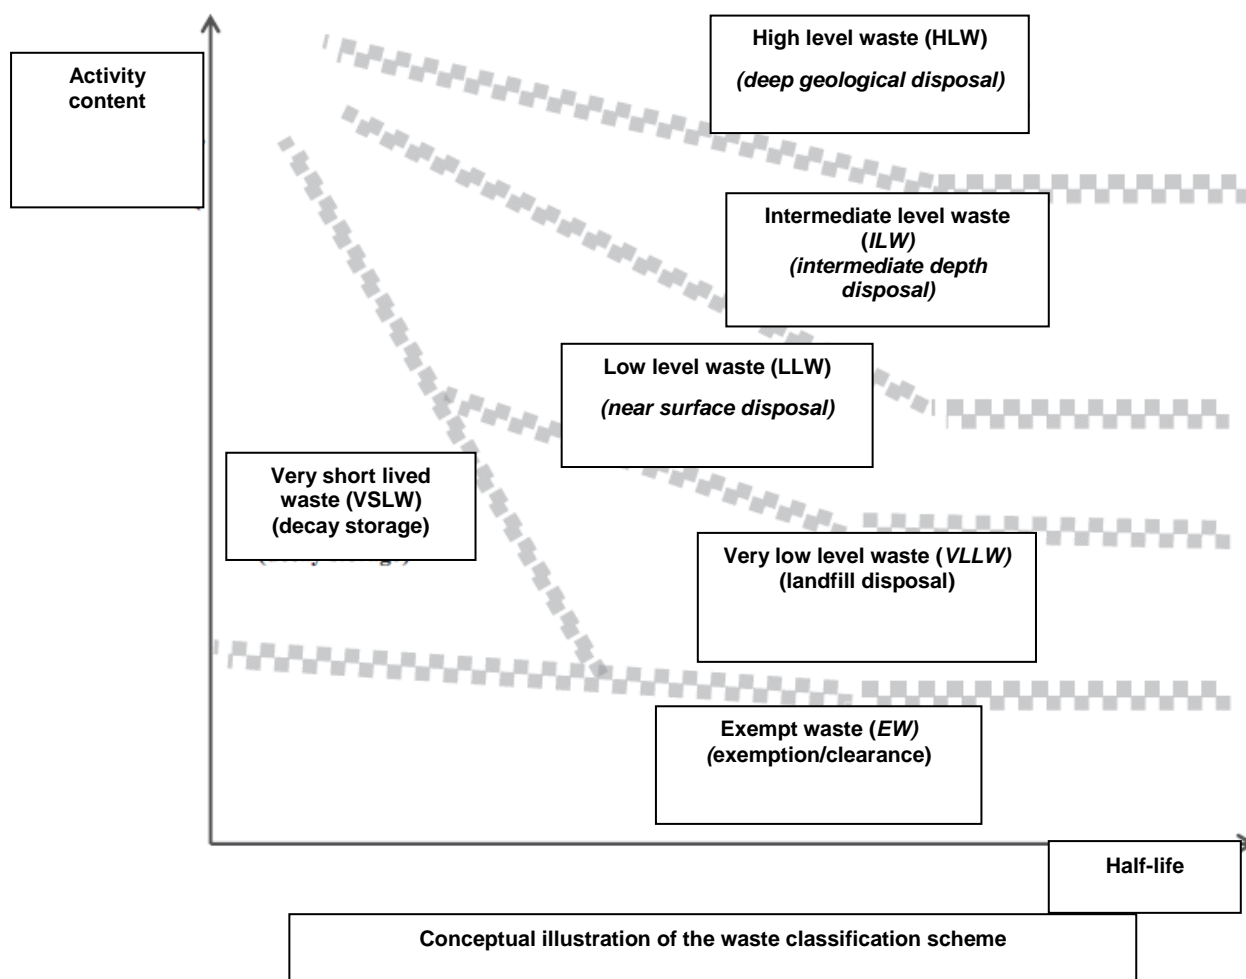 High level waste (HLW)
(deep geological disposal)
Activity
content
Intermediate level waste
(ILW)
(intermediate depth
disposal)
Low level waste (LLW)
(near surface disposal)
Very short lived
waste (VSLW)
(decay storage)
Very low level waste (VLLW)
(landfill disposal)
Exempt waste (EW)
(exemption/clearance)
Half-life
Conceptual illustration of the waste classification scheme